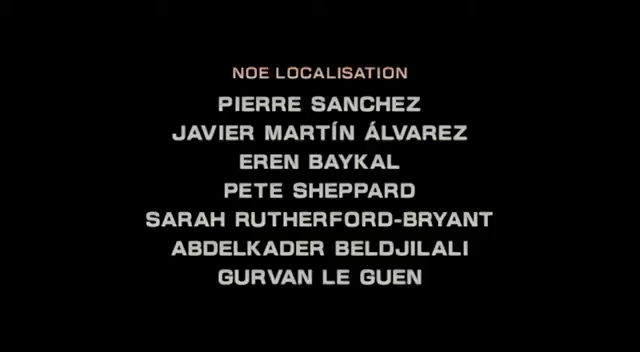 NOE LOCALISATION
PIERRE SANCHEZ
JAVIER MARTÍN ÁLVAREZ
EREN BAYKAL
PETE SHEPPARD
SARAH RUTHERFORD-BRYANT
ABDELKADER BELDJILALI
GURVAN LE GUEN